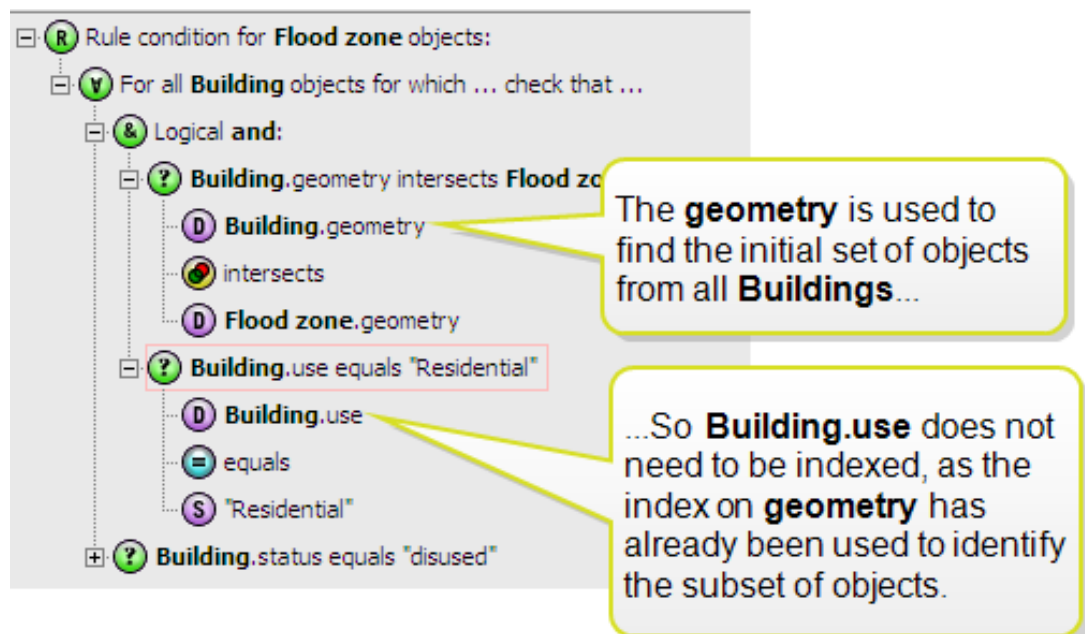 R Rule condition for Flood zone objects:
∀ For all Building objects for which ... check that ...
& Logical and:
? Building.geometry intersects Flood zo
D Building.geometry
intersects
D Flood zone.geometry
? Building.use equals "Residential"
D Building.use
= equals
S "Residential"
? Building.status equals "disused"
The geometry is used to
find the initial set of objects
from all Buildings...
...So Building.use does not
need to be indexed, as the
index on geometry has
already been used to identify
the subset of objects.